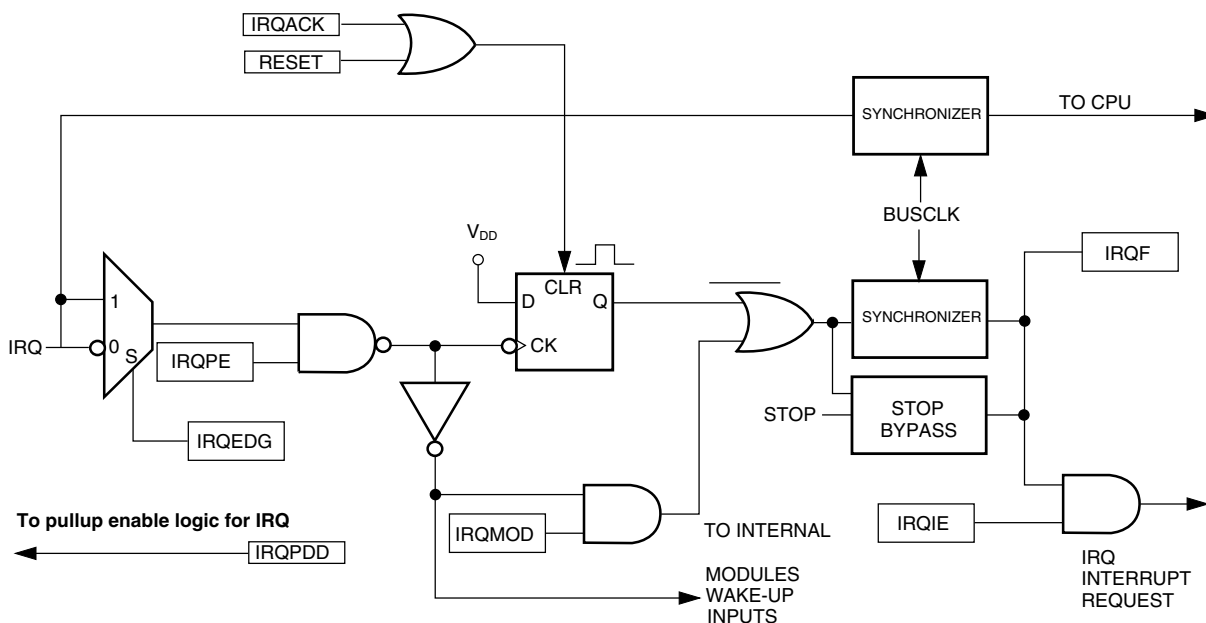 IRQACK
RESET
SYNCHRONIZER
TO CPU
BUSCLK
VDD
IRQF
CLR
D
Q
1
SYNCHRONIZER
IRQ
0
S
CK
IRQPE
STOP
STOP
BYPASS
IRQEDG
To pullup enable logic for IRQ
IRQMOD
TO INTERNAL
IRQIE
IRQPDD
MODULES
WAKE-UP
INPUTS
IRQ
INTERRUPT
REQUEST